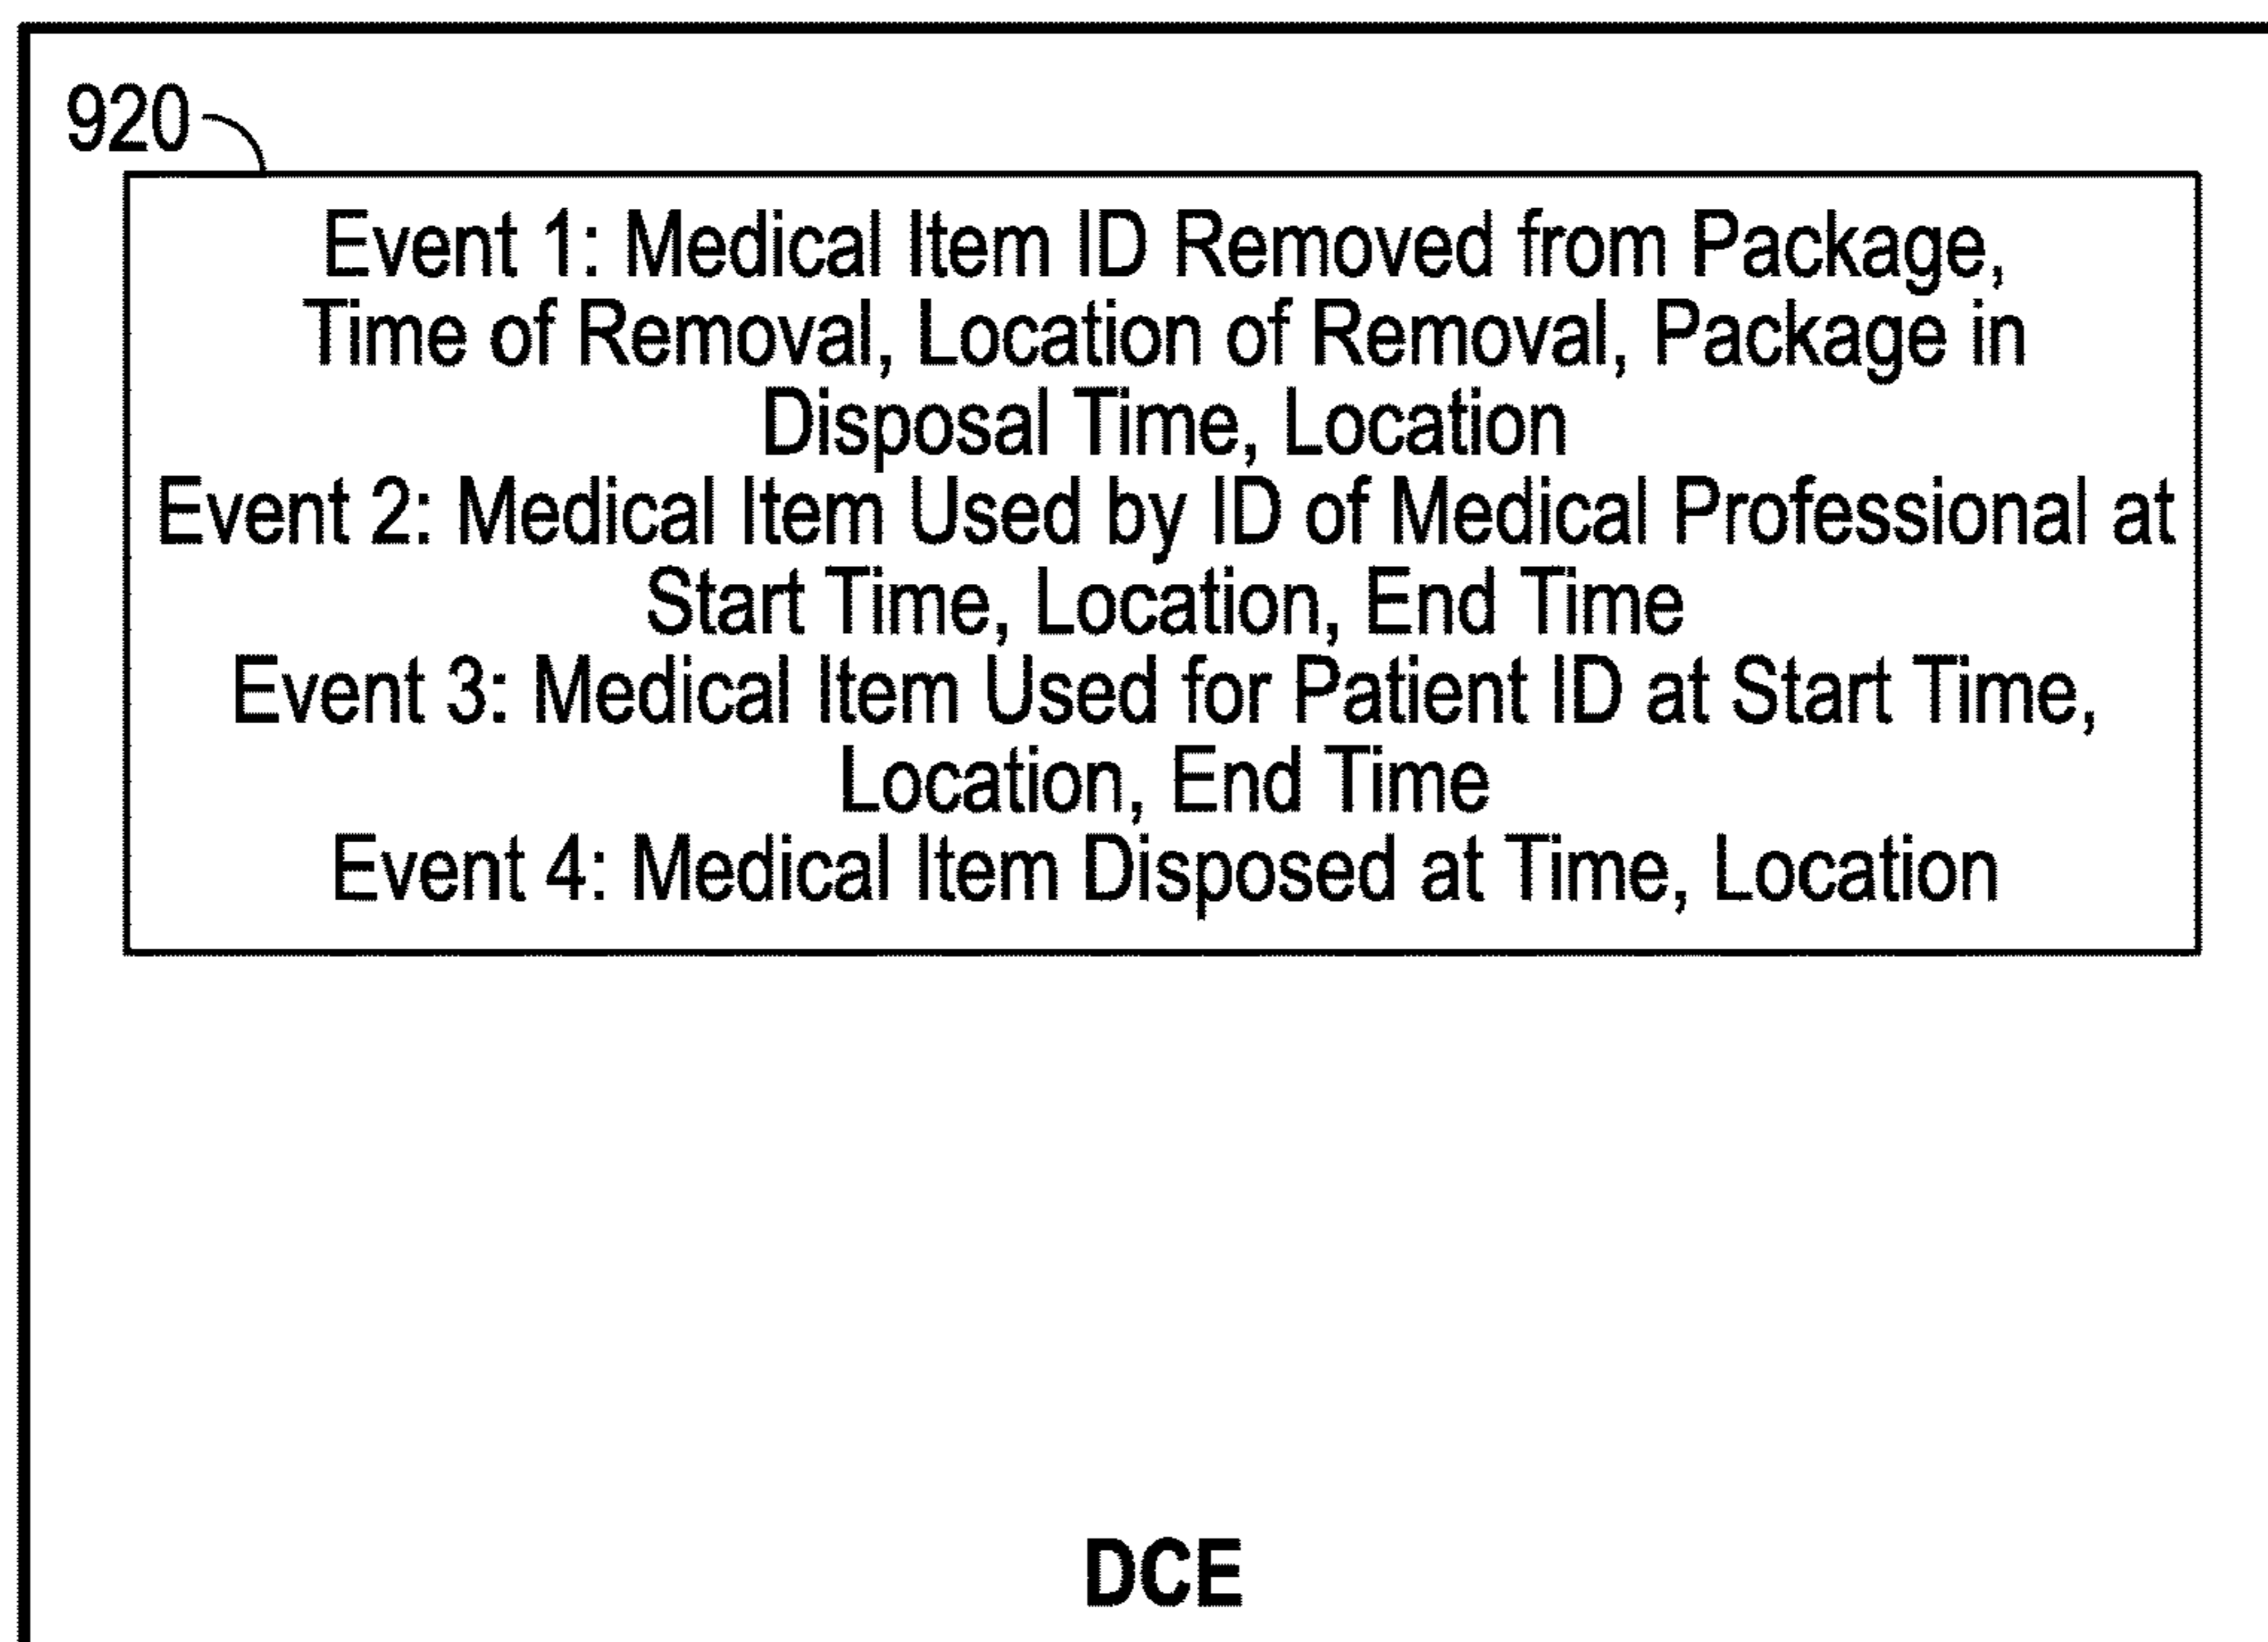 920
Event 1: Medical Item ID Removed from Package,
Time of Removal, Location of Removal, Package in
Disposal Time, Location
Event 2: Medical Item Used by ID of Medical Professional at
Start Time, Location, End Time
Event 3: Medical Item Used for Patient ID at Start Time,
Location, End Time
Event 4: Medical Item Disposed at Time, Location
DCE